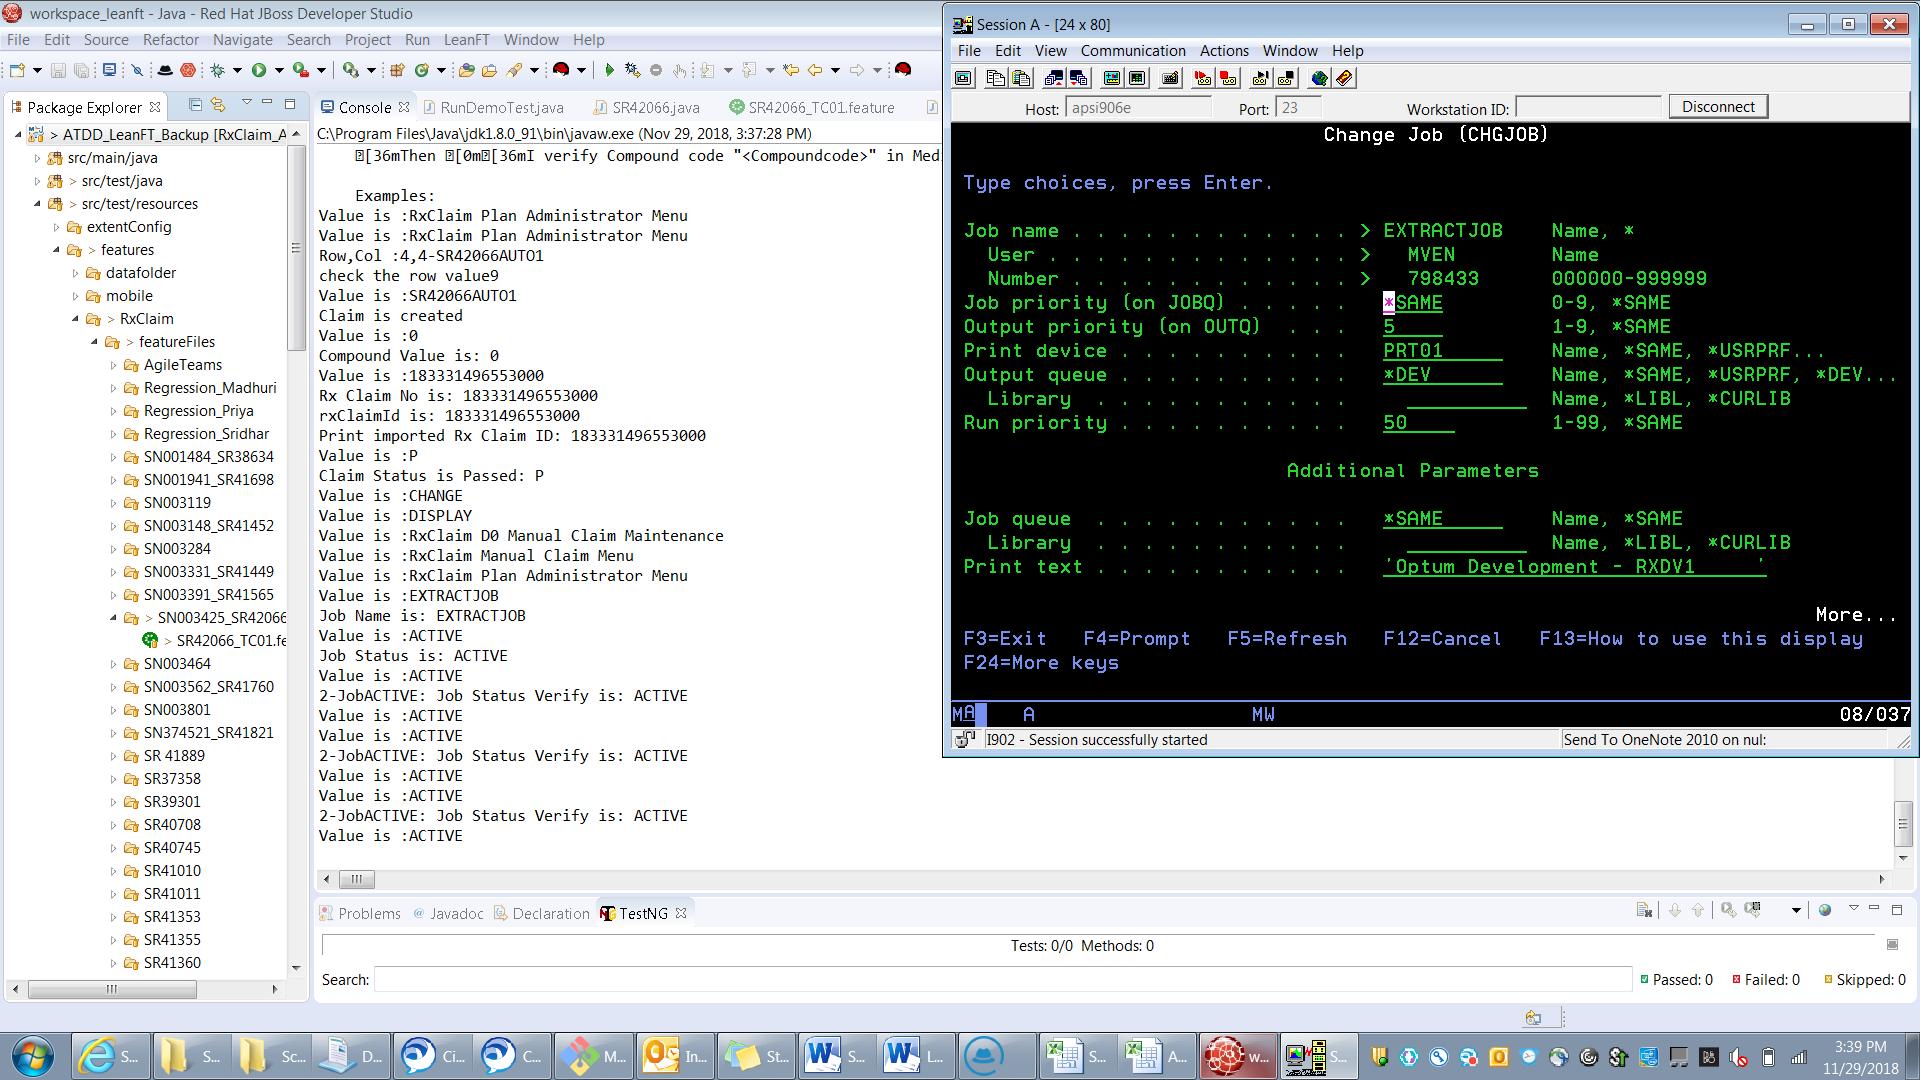 workspace_leanft - Java - Red Hat JBoss Developer Studio
File Edit Source Refactor Navigate Search Project Run LeanFT Window Help
Package Explorer
> ATDD_LeanFT_Backup [RxClaim_A
src/main/java
> src/test/java
> src/test/resources
extentConfig
> features
datafolder
mobile
> RxClaim
> featureFiles
AgileTeams
Regression_Madhuri
Regression_Priya
Regression_Sridhar
SN001484_SR38634
SN001941_SR41698
SN003119
SN003148_SR41452
SN003284
SN003331_SR41449
SN003391_SR41565
> SN003425_SR42066
> SR42066_TC01.fe
SN003464
SN003562_SR41760
SN003801
SN374521_SR41821
SR 41889
SR37358
SR39301
SR40708
SR40745
SR41010
SR41011
SR41353
SR41355
SR41360
Console RunDemoTest.java SR42066.java SR42066_TC01.feature
C:\Program Files\Java\jdk1.8.0_91\bin\javaw.exe (Nov 29, 2018, 3:37:28 PM)
[36mThen [0m[36mI verify Compound code "<Compoundcode>" in Med
Examples:
Value is :RxClaim Plan Administrator Menu
Value is :RxClaim Plan Administrator Menu
Row,Col :4,4-SR42066AUTO1
check the row value9
Value is :SR42066AUTO1
Claim is created
Value is :0
Compound Value is: 0
Value is :183331496553000
Rx Claim No is: 183331496553000
rxClaimId is: 183331496553000
Print imported Rx Claim ID: 183331496553000
Value is :P
Claim Status is Passed: P
Value is :CHANGE
Value is :DISPLAY
Value is :RxClaim D0 Manual Claim Maintenance
Value is :RxClaim Manual Claim Menu
Value is :RxClaim Plan Administrator Menu
Value is :EXTRACTJOB
Job Name is: EXTRACTJOB
Value is :ACTIVE
Job Status is: ACTIVE
Value is :ACTIVE
2-JobACTIVE: Job Status Verify is: ACTIVE
Value is :ACTIVE
Value is :ACTIVE
2-JobACTIVE: Job Status Verify is: ACTIVE
Value is :ACTIVE
Value is :ACTIVE
2-JobACTIVE: Job Status Verify is: ACTIVE
Value is :ACTIVE
Session A - [24 x 80]
File Edit View Communication Actions Window Help
Host: apsi906e Port: 23 Workstation ID: Disconnect
Change Job (CHGJOB)
Type choices, press Enter.
Job name . . . . . . . . . . . . > EXTRACTJOB Name, *
User . . . . . . . . . . . . . > MVEN Name
Number . . . . . . . . . . . . > 798433 000000-999999
Job priority (on JOBQ) . . . . . *SAME 0-9, *SAME
Output priority (on OUTQ) . . . 5 1-9, *SAME
Print device . . . . . . . . . . PRT01 Name, *SAME, *USRPRF...
Output queue . . . . . . . . . . *DEV Name, *SAME, *USRPRF, *DEV...
Library . . . . . . . . . . . Name, *LIBL, *CURLIB
Run priority . . . . . . . . . . 50 1-99, *SAME
Additional Parameters
Job queue . . . . . . . . . . . *SAME Name, *SAME
Library . . . . . . . . . . . Name, *LIBL, *CURLIB
Print text . . . . . . . . . . . 'Optum Development - RXDV1 '
More...
F3=Exit F4=Prompt F5=Refresh F12=Cancel F13=How to use this display
F24=More keys
MA A MW 08/037
I902 - Session successfully started Send To OneNote 2010 on nul:
Problems @ Javadoc Declaration TestNG
Tests: 0/0 Methods: 0
Search: Passed: 0 Failed: 0 Skipped: 0
S... S... Sc... D... Ci... C... M... In... St... S... L... S... A... w... S...
3:39 PM
11/29/2018